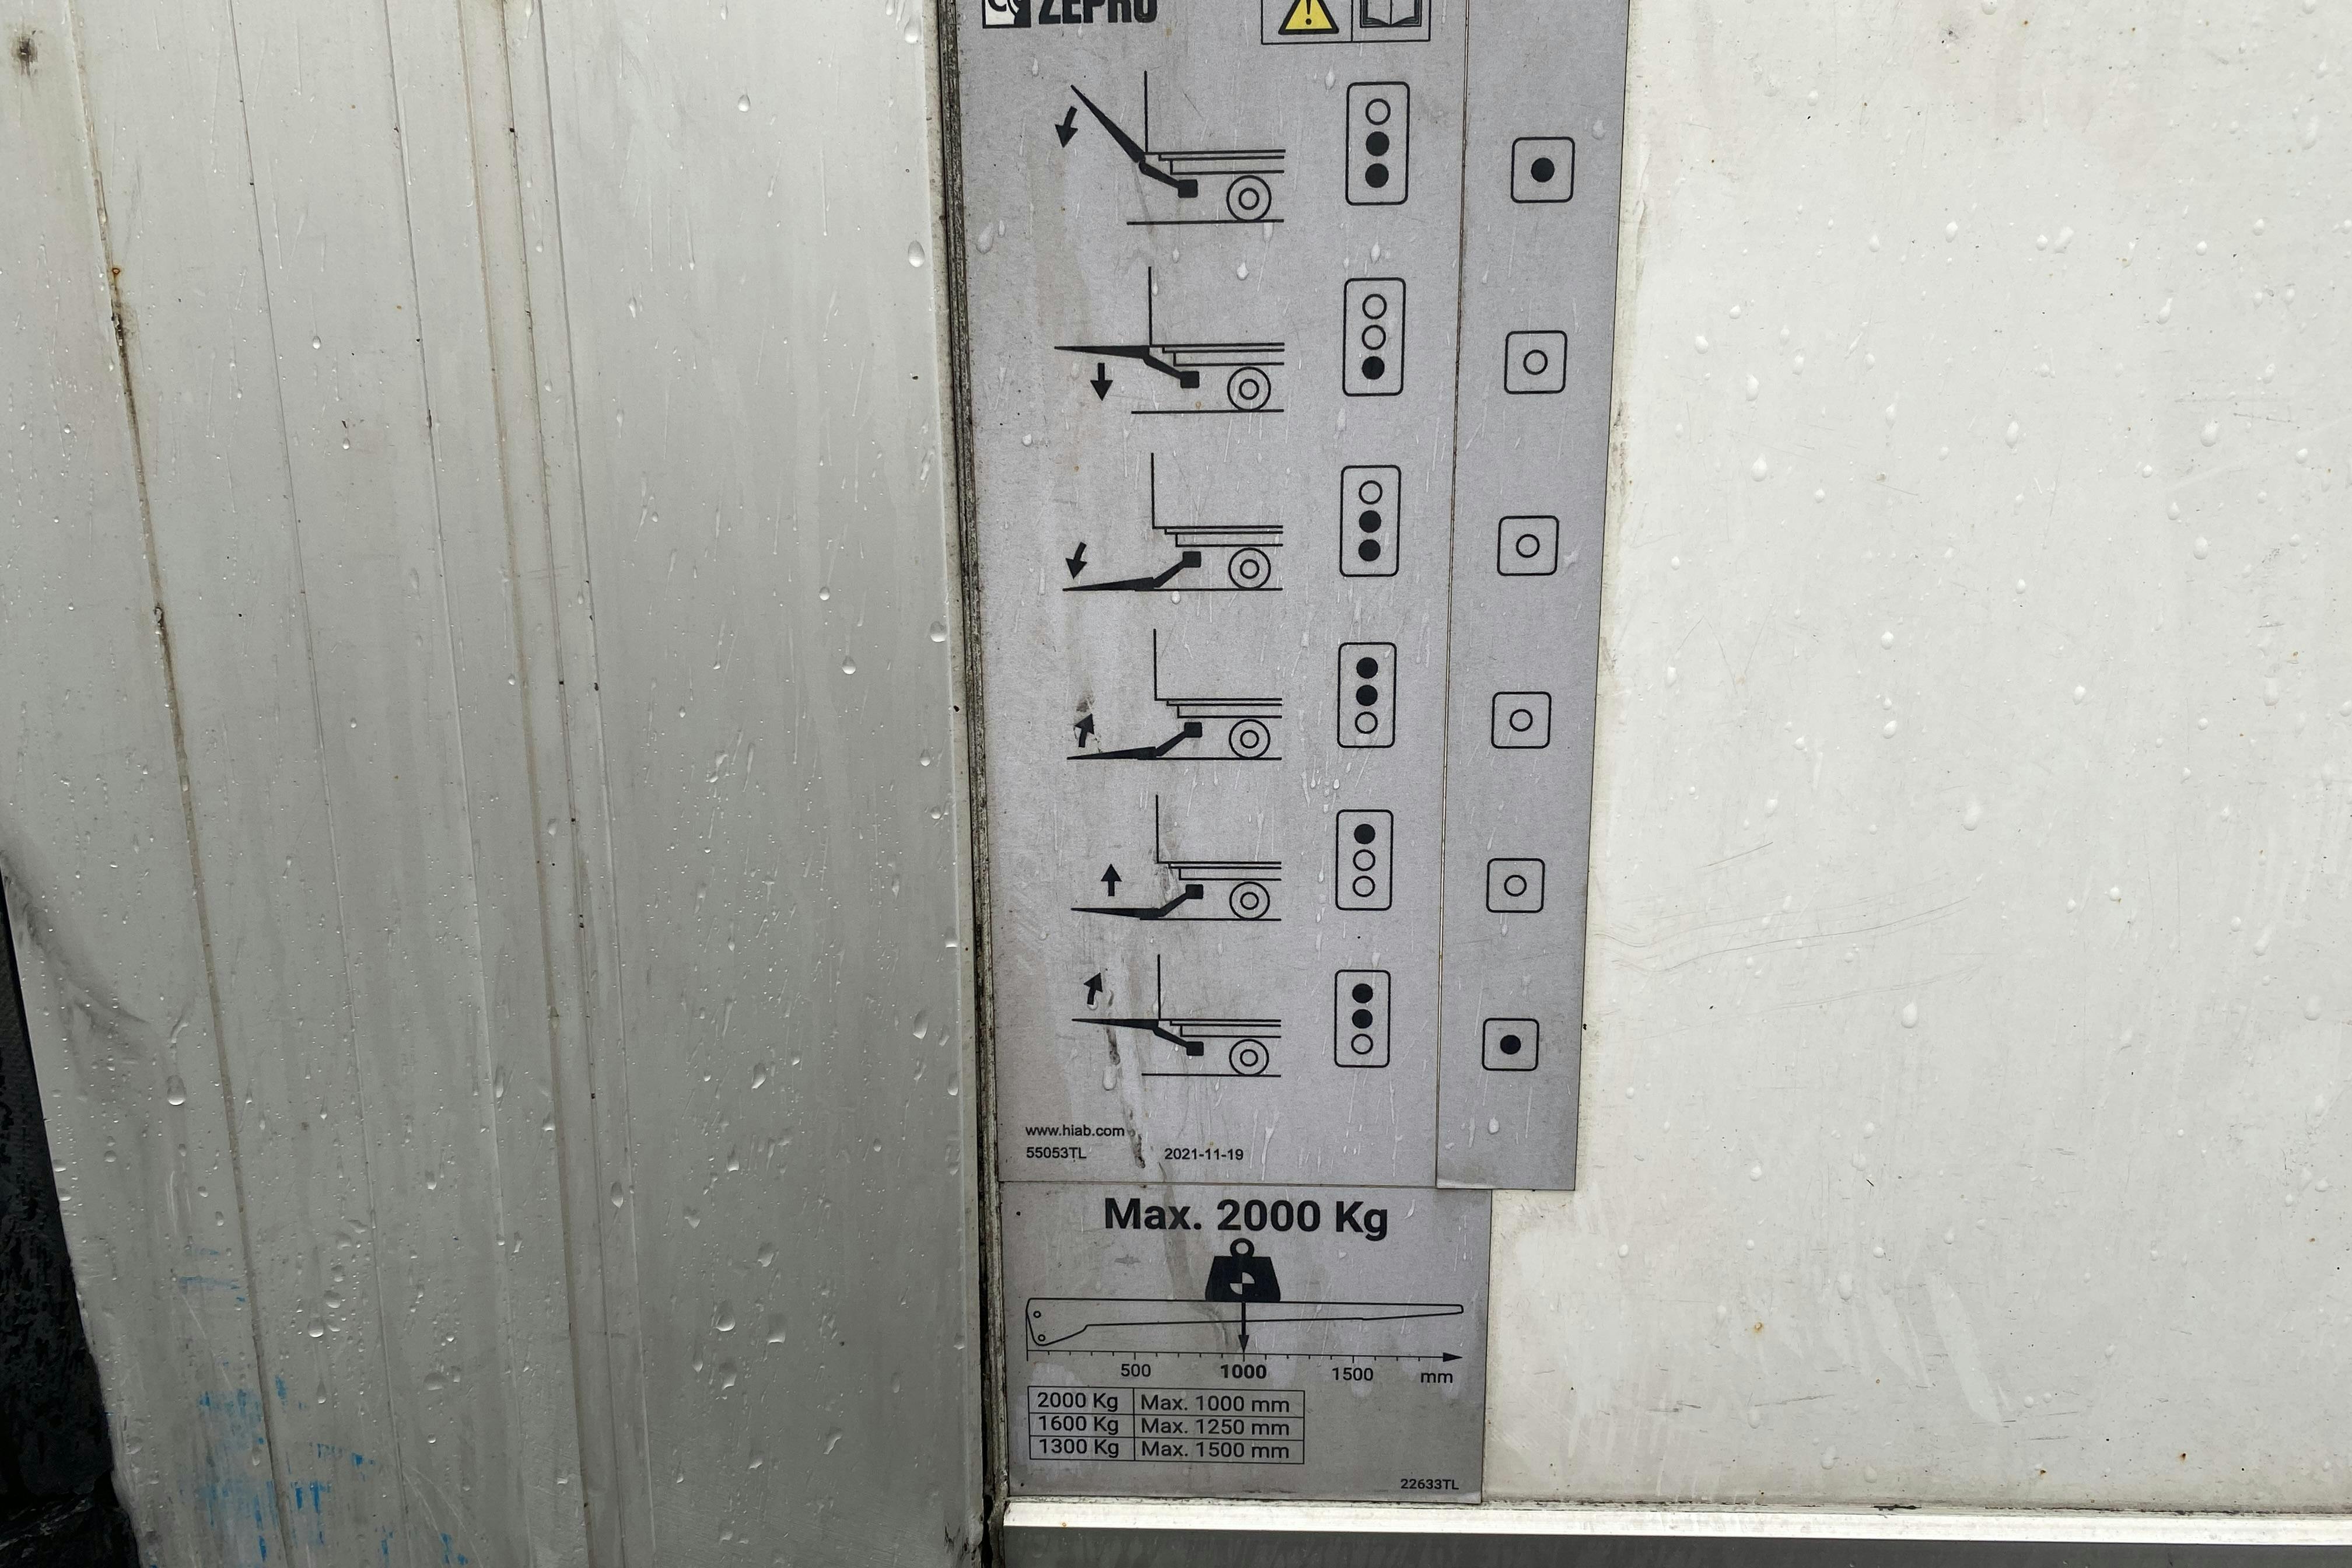 ZEPRO
www.hiab.com
55053TL 2021-11-19
Max. 2000 Kg
500 1000 1500 mm
2000 Kg Max. 1000 mm
1600 Kg Max. 1250 mm
1300 Kg Max. 1500 mm
22633TL